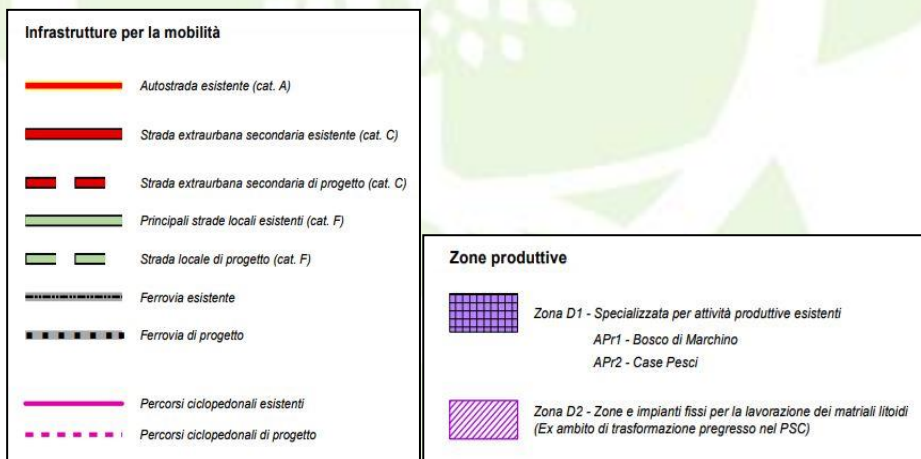 Infrastrutture per la mobilità
Autostrada esistente (cat. A)
Strada extraurbana secondaria esistente (cat. C)
Strada extraurbana secondaria di progetto (cat. C)
Principali strade locali esistenti (cat. F)
Strada locale di progetto (cat. F)
Ferrovia esistente
Ferrovia di progetto
Percorsi ciclopedonali esistenti
Percorsi ciclopedonali di progetto
Zone produttive
Zona D1 - Specializzata per attività produttive esistenti
APr1 - Bosco di Marchino
APr2 - Case Pesci
Zona D2 - Zone e impianti fissi per la lavorazione dei matriali litoidi
(Ex ambito di trasformazione pregresso nel PSC)